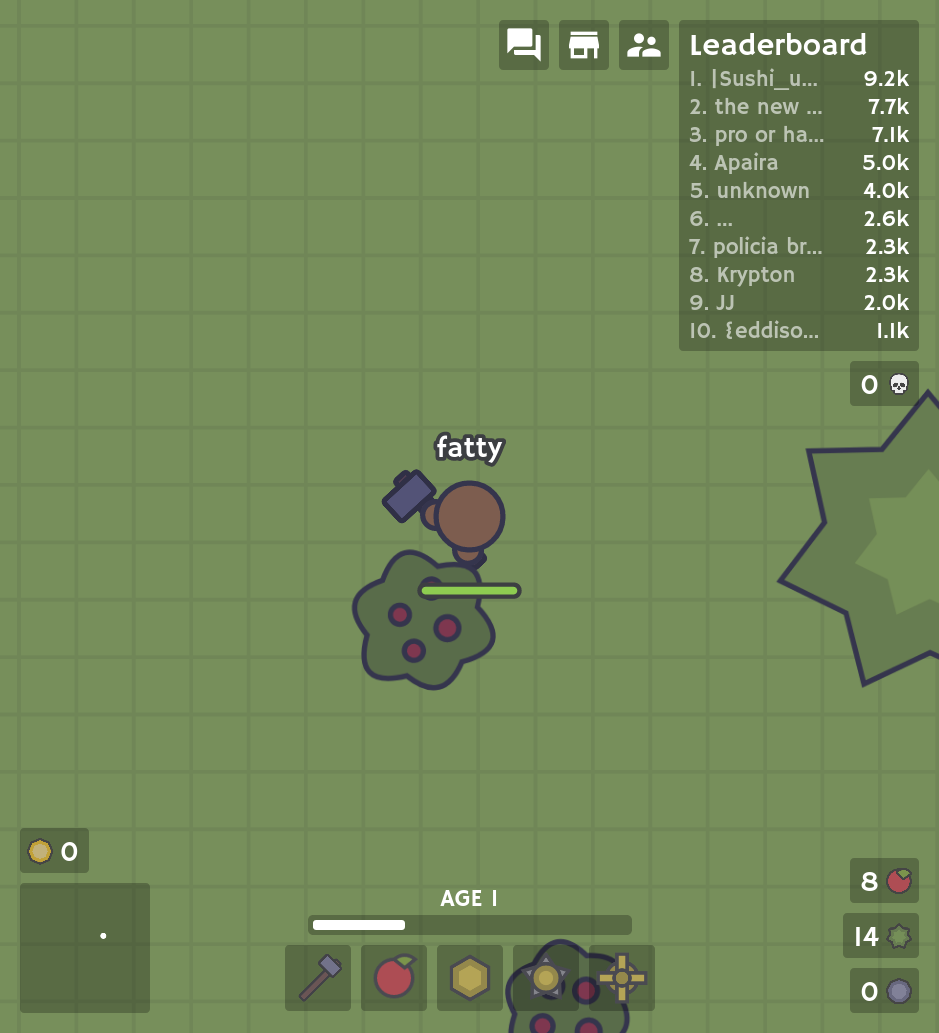 Leaderboard
1. |Sushi_u... 9.2k
2. the new ... 7.7k
3. pro or ha... 7.1k
4. Apaira 5.0k
5. unknown 4.0k
6. ... 2.6k
7. policia br... 2.3k
8. Krypton 2.3k
9. JJ 2.0k
10. {eddiso... 1.1k
0
fatty
0
AGE 1
8
14
0